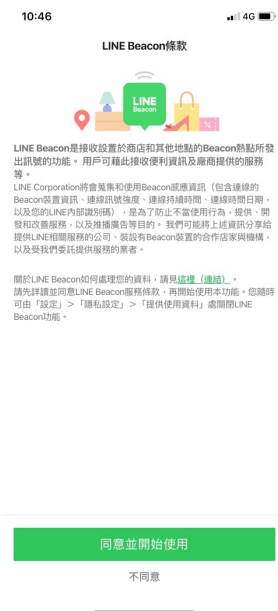 10:46
4G
LINE Beacon條款
LINE
Beacon
%
LINE Beacon是接收設置於商店和其他地點的Beacon熱點所發
出訊號的功能。 用戶可藉此接收便利資訊及廠商提供的服務
等。
LINE Corporation將會蒐集和使用Beacon感應資訊（包含連線的
Beacon裝置資訊、連線訊號強度、連線持續時間、連線時間日期，
以及您的LINE內部識別碼），是為了防止不當使用行為、提供、開
發和改善服務，以及推播廣告等目的。 我們可能將上述資訊分享給
提供LINE相關服務的公司、裝設有Beacon裝置的合作店家與機構，
以及受我們委託提供服務的業者。
關於LINE Beacon如何處理您的資料，請見這裡（連結）。
請先詳讀並同意LINE Beacon服務條款，再開始使用本功能。您隨時
可由「設定」＞「隱私設定」＞「提供使用資料」處關閉LINE
Beacon功能。
同意並開始使用
不同意